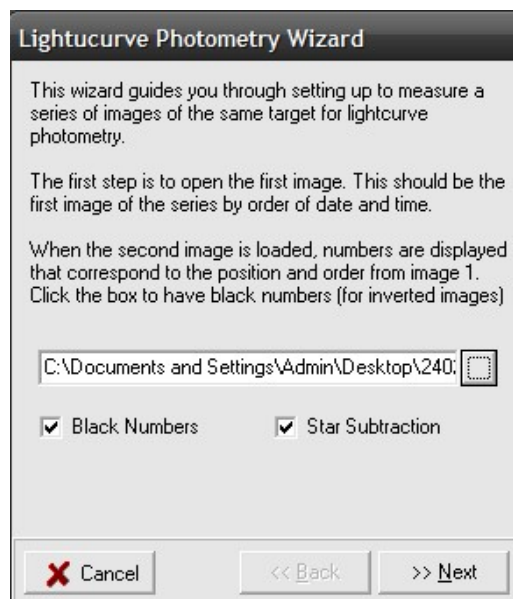 Lightucurve Photometry Wizard
This wizard guides you through setting up to measure a
series of images of the same target for lightcurve
photometry.
The first step is to open the first image. This should be the
first image of the series by order of date and time.
When the second image is loaded, numbers are displayed
that correspond to the position and order from image 1.
Click the box to have black numbers (for inverted images)
C:\Documents and Settings\Admin\Desktop\240
Black Numbers
Star Subtraction
Cancel
<< Back
>> Next